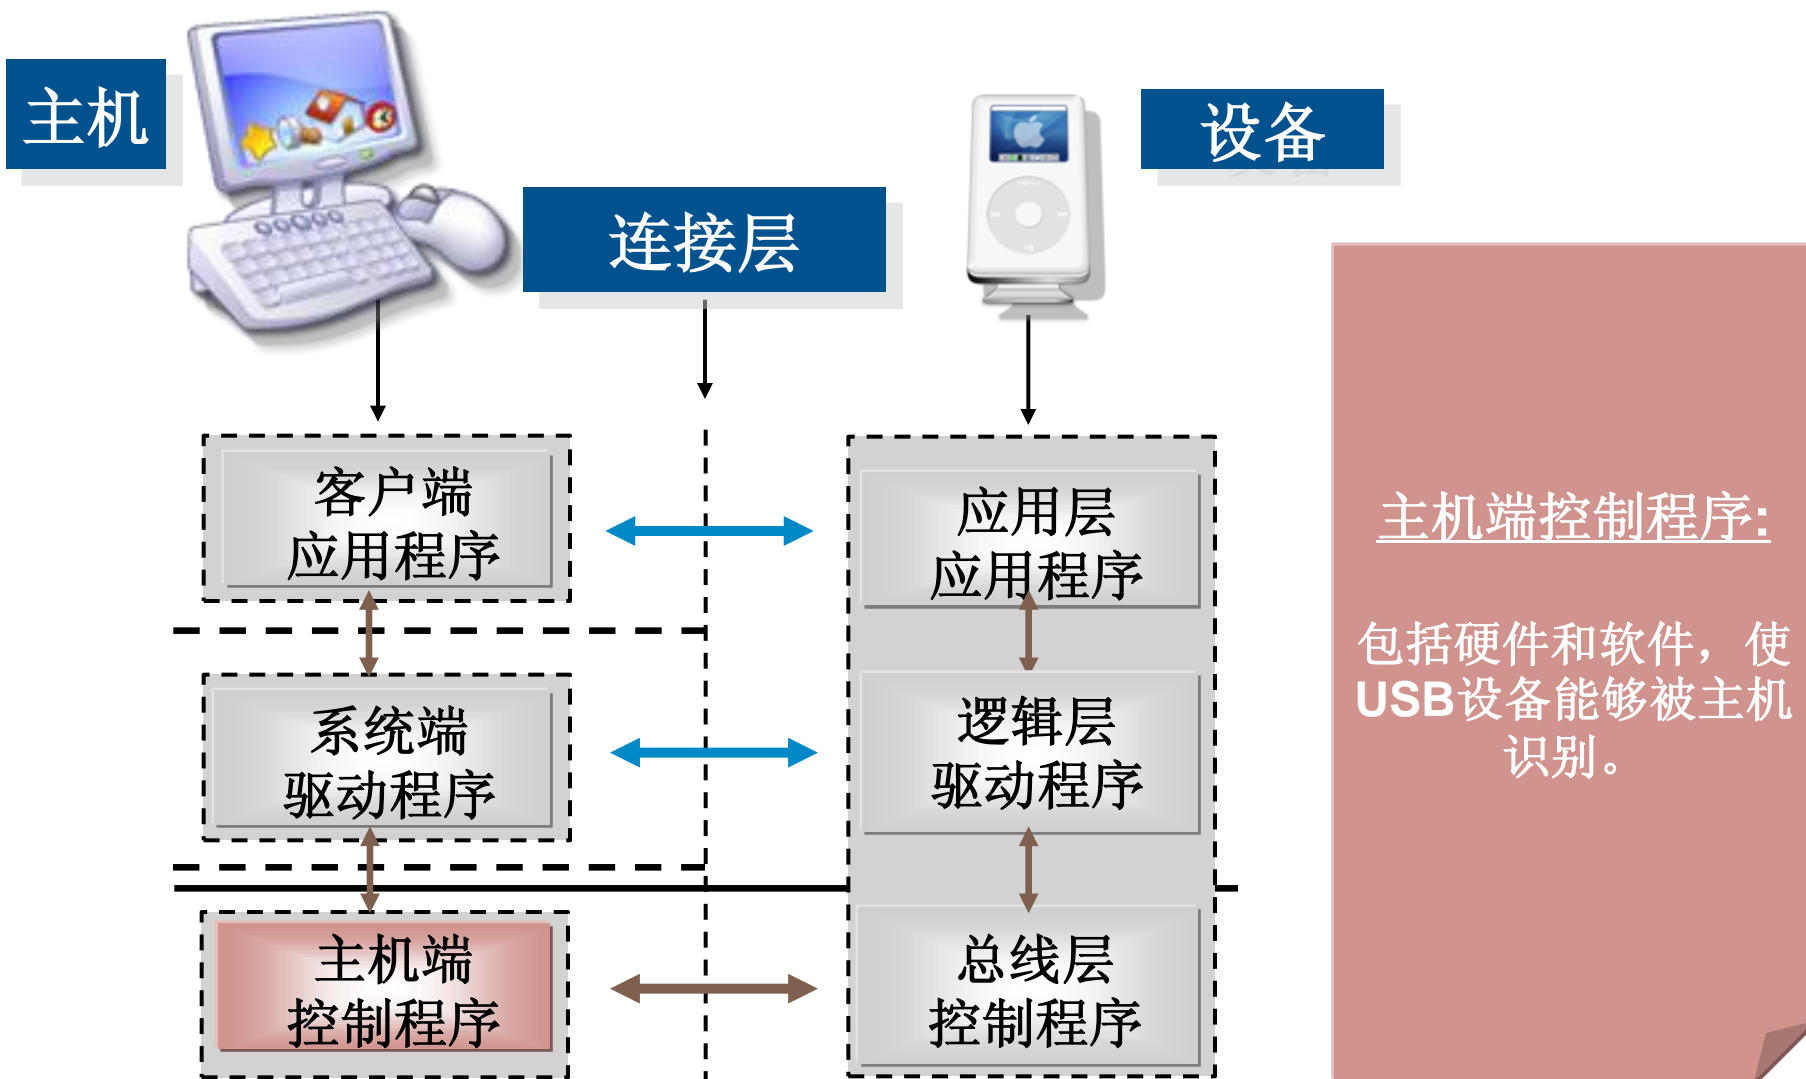 主机
设备
连接层
客户端
应用程序
应用层
应用程序
系统端
驱动程序
逻辑层
驱动程序
主机端
控制程序
总线层
控制程序
主机端控制程序:
包括硬件和软件，使
USB设备能够被主机
识别。